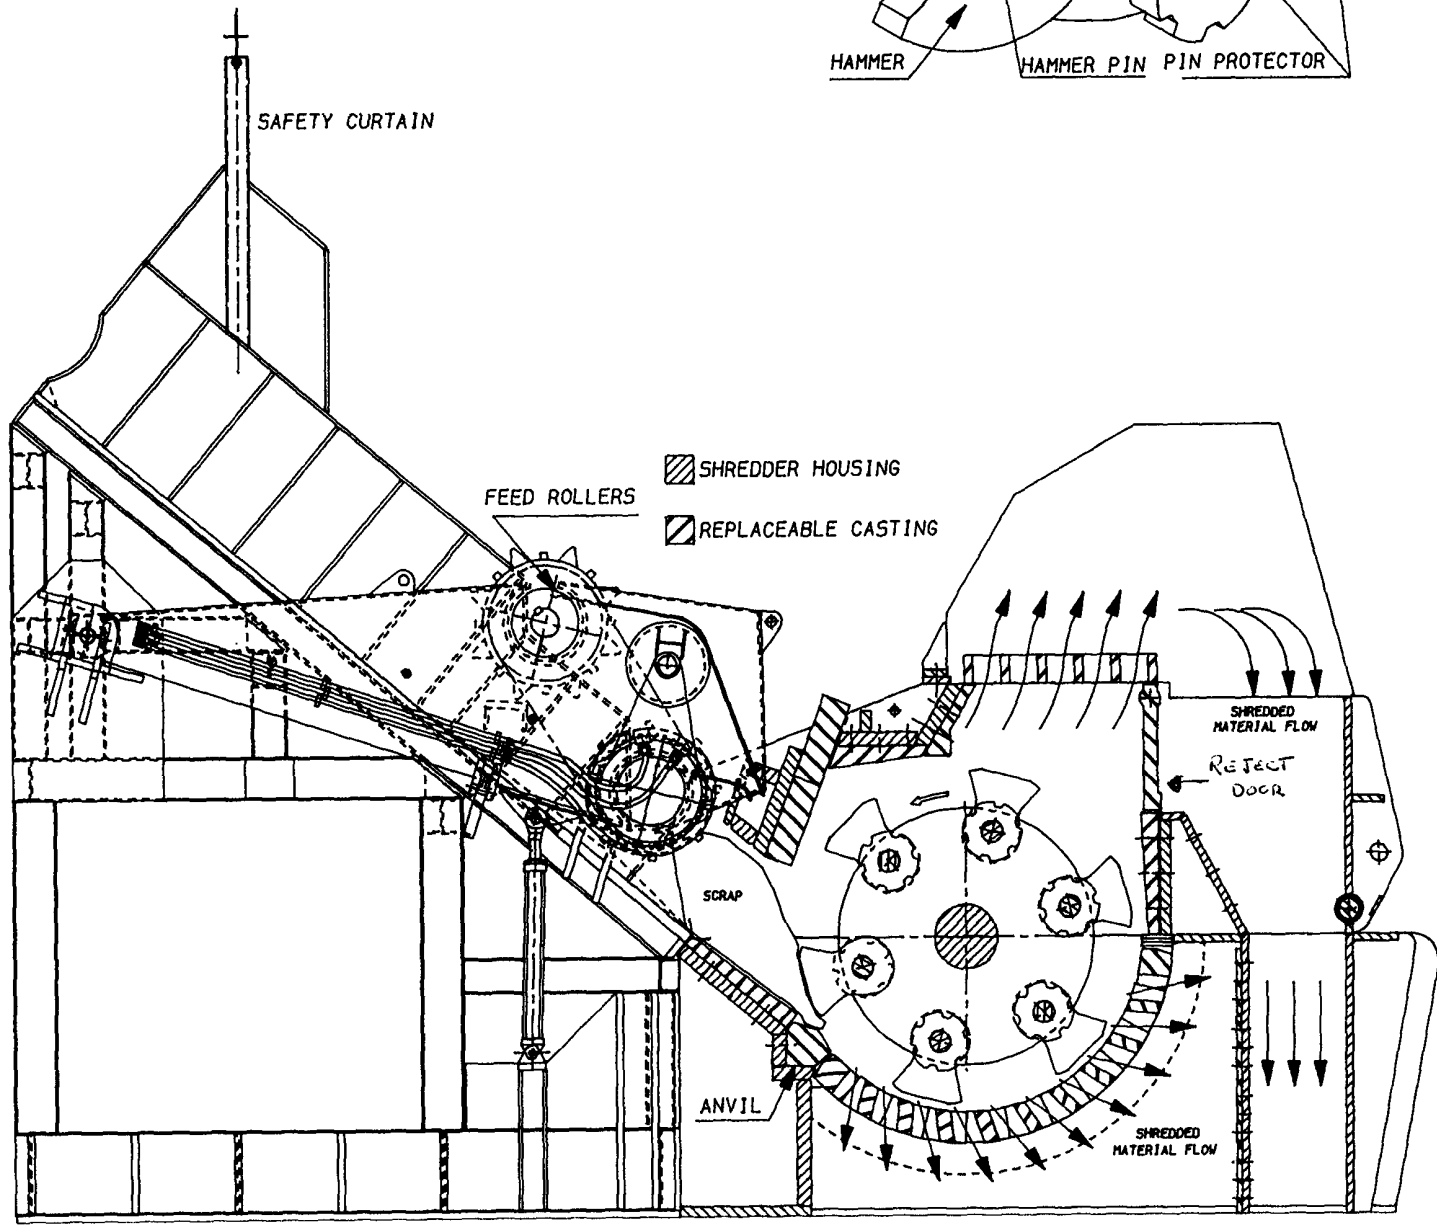 HAMMER
HAMMER PIN
PIN PROTECTOR
SAFETY CURTAIN
SHREDDER HOUSING
FEED ROLLERS
REPLACEABLE CASTING
SHREDDED
MATERIAL FLOW
REJECT
DOOR
SCRAP
ANVIL
SHREDDED
MATERIAL FLOW